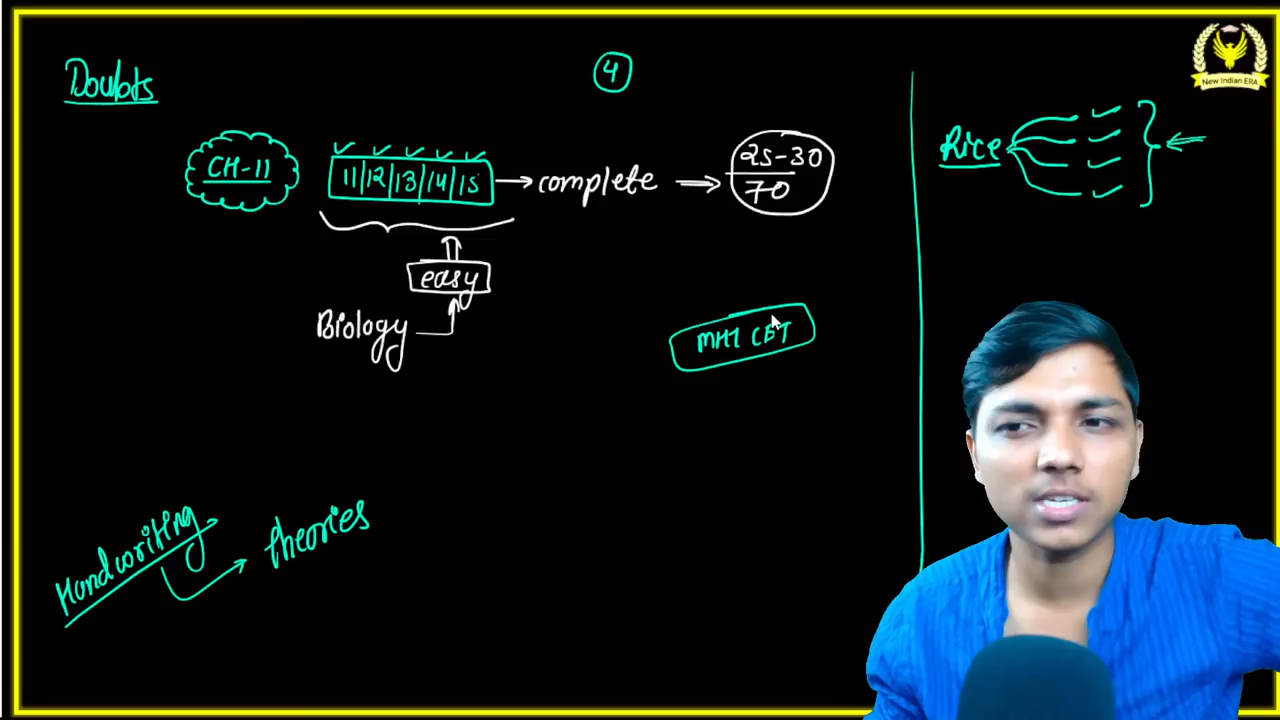 Doubts
4
New Indian ERA
CH-11
11 12 13 14 15
complete
25-30
70
Rice
easy
Biology
MHT CET
Handwriting
theories